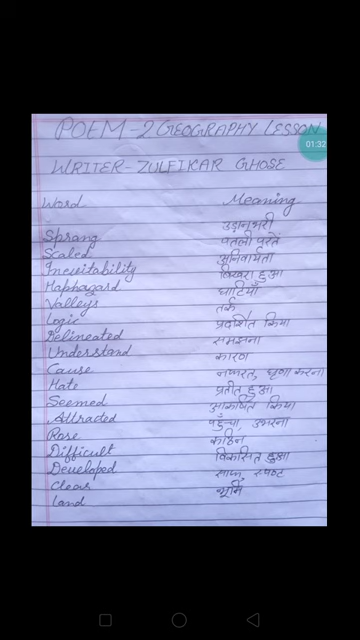 POEM-2 GEOGRAPHY LESSON
01:32
WRITER-ZULFIKAR GHOSE
Word Meaning
Sprang उड़ान भरी
Scaled पतली परतें
Inevitability अनिवार्यता
Haphazard बिखरा हुआ
Valleys घाटियाँ
Logic तर्क
Delineated प्रदर्शित किया
Understand समझना
Cause कारण
Hate नफरत, घृणा करना
Seemed प्रतीत हुआ
Attracted आकर्षित किया
Rose पहुँचा, उभरना
Difficult कठिन
Developed विकसित हुआ
Clear साफ, स्पष्ट
Land भूमि